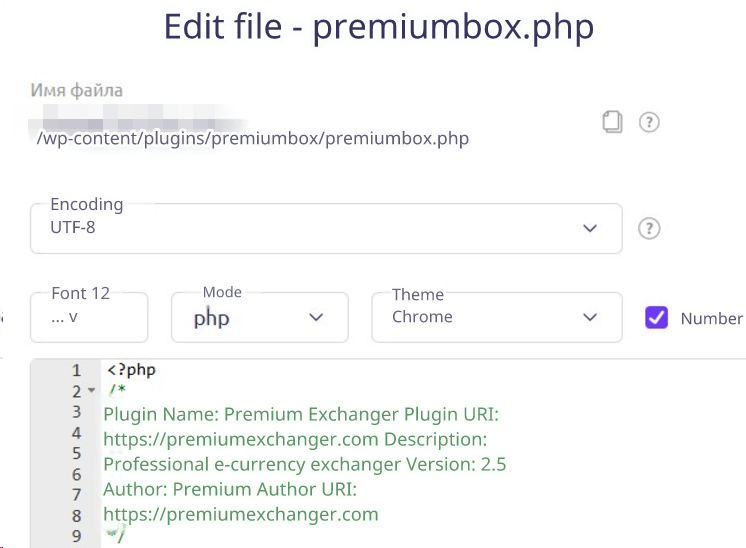 Edit file - premiumbox.php
Имя файла
/wp-content/plugins/premiumbox/premiumbox.php
Encoding
UTF-8
Font 12
... v
Mode
php
Theme
Chrome
Number
1 <?php
2 /*
3 Plugin Name: Premium Exchanger Plugin URI:
4 https://premiumexchanger.com Description:
5 Professional e-currency exchanger Version: 2.5
6
7 Author: Premium Author URI:
8 https://premiumexchanger.com
9 */